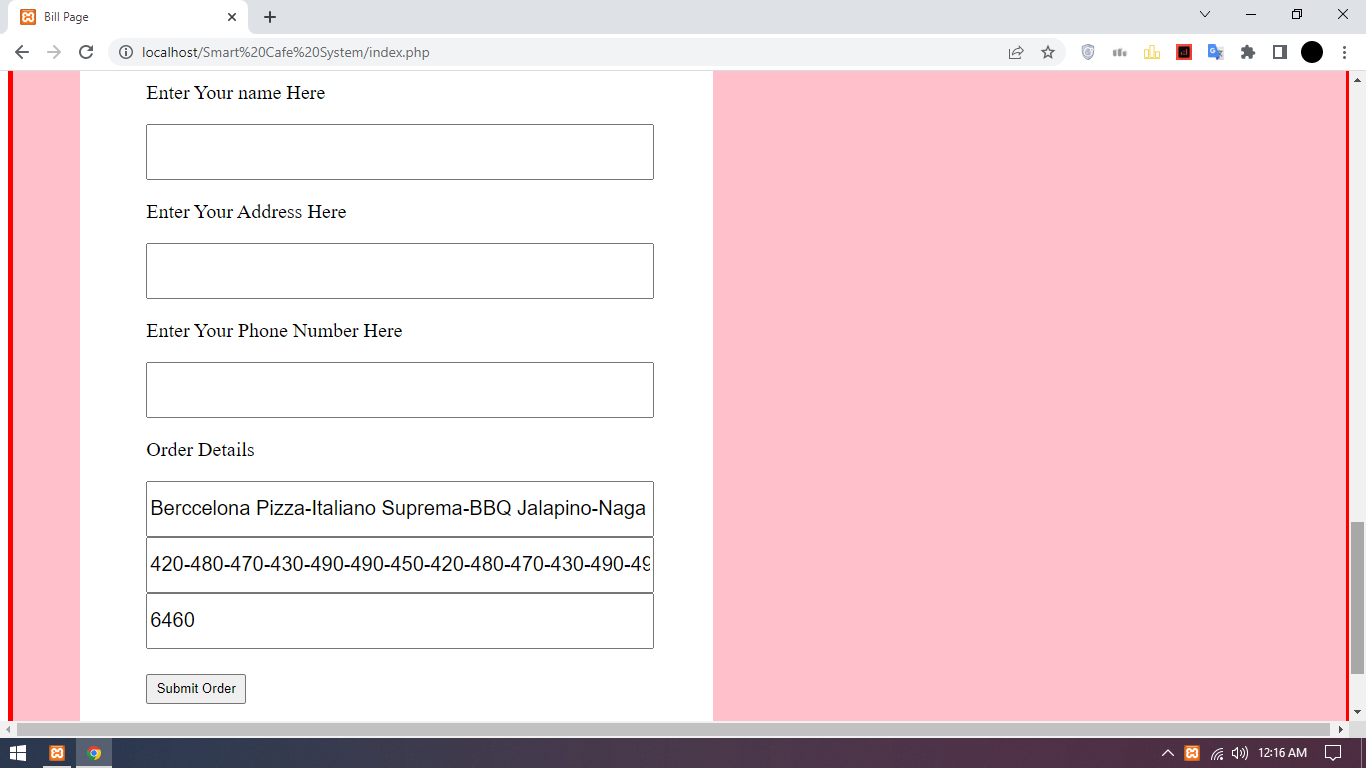 Bill Page
localhost/Smart%20Cafe%20System/index.php
Enter Your name Here
Enter Your Address Here
Enter Your Phone Number Here
Order Details
Berccelona Pizza-Italiano Suprema-BBQ Jalapino-Naga
420-480-470-430-490-490-450-420-480-470-430-490-49
6460
Submit Order
12:16 AM